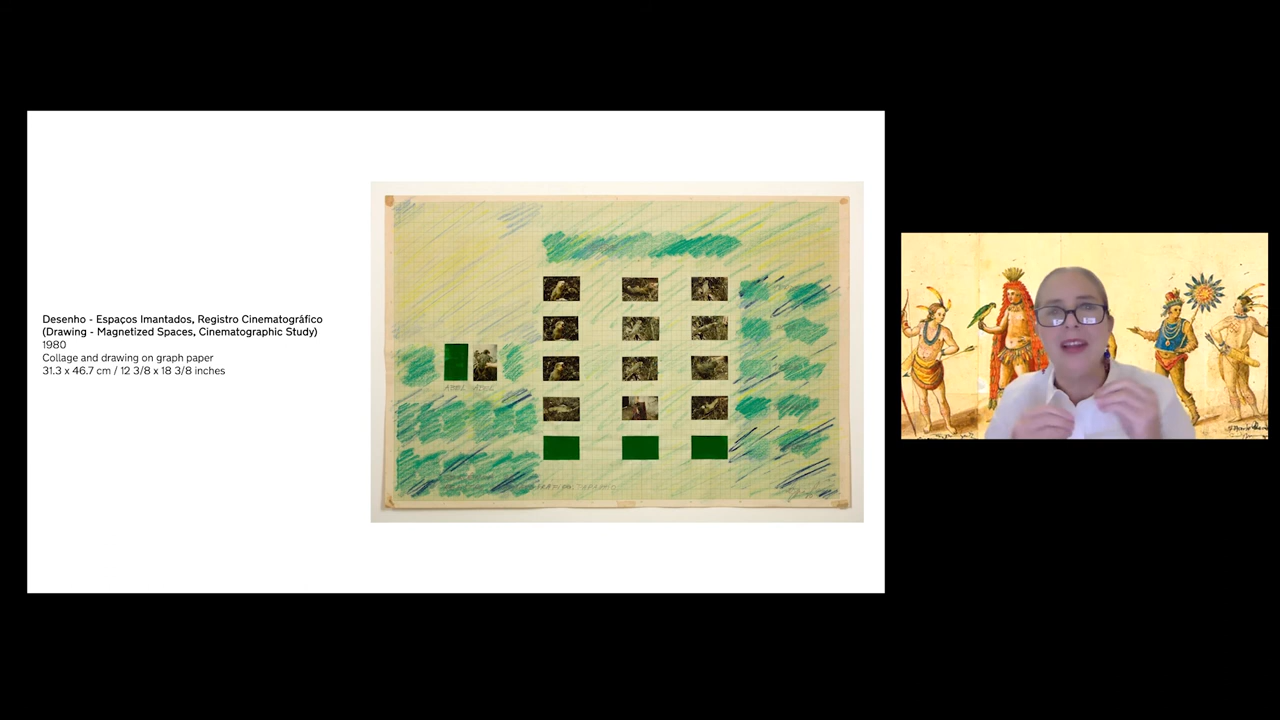 Desenho - Espaços Imantados, Registro Cinematográfico
(Drawing - Magnetized Spaces, Cinematographic Study)
1980
Collage and drawing on graph paper
31.3 x 46.7 cm / 12 3/8 x 18 3/8 inches